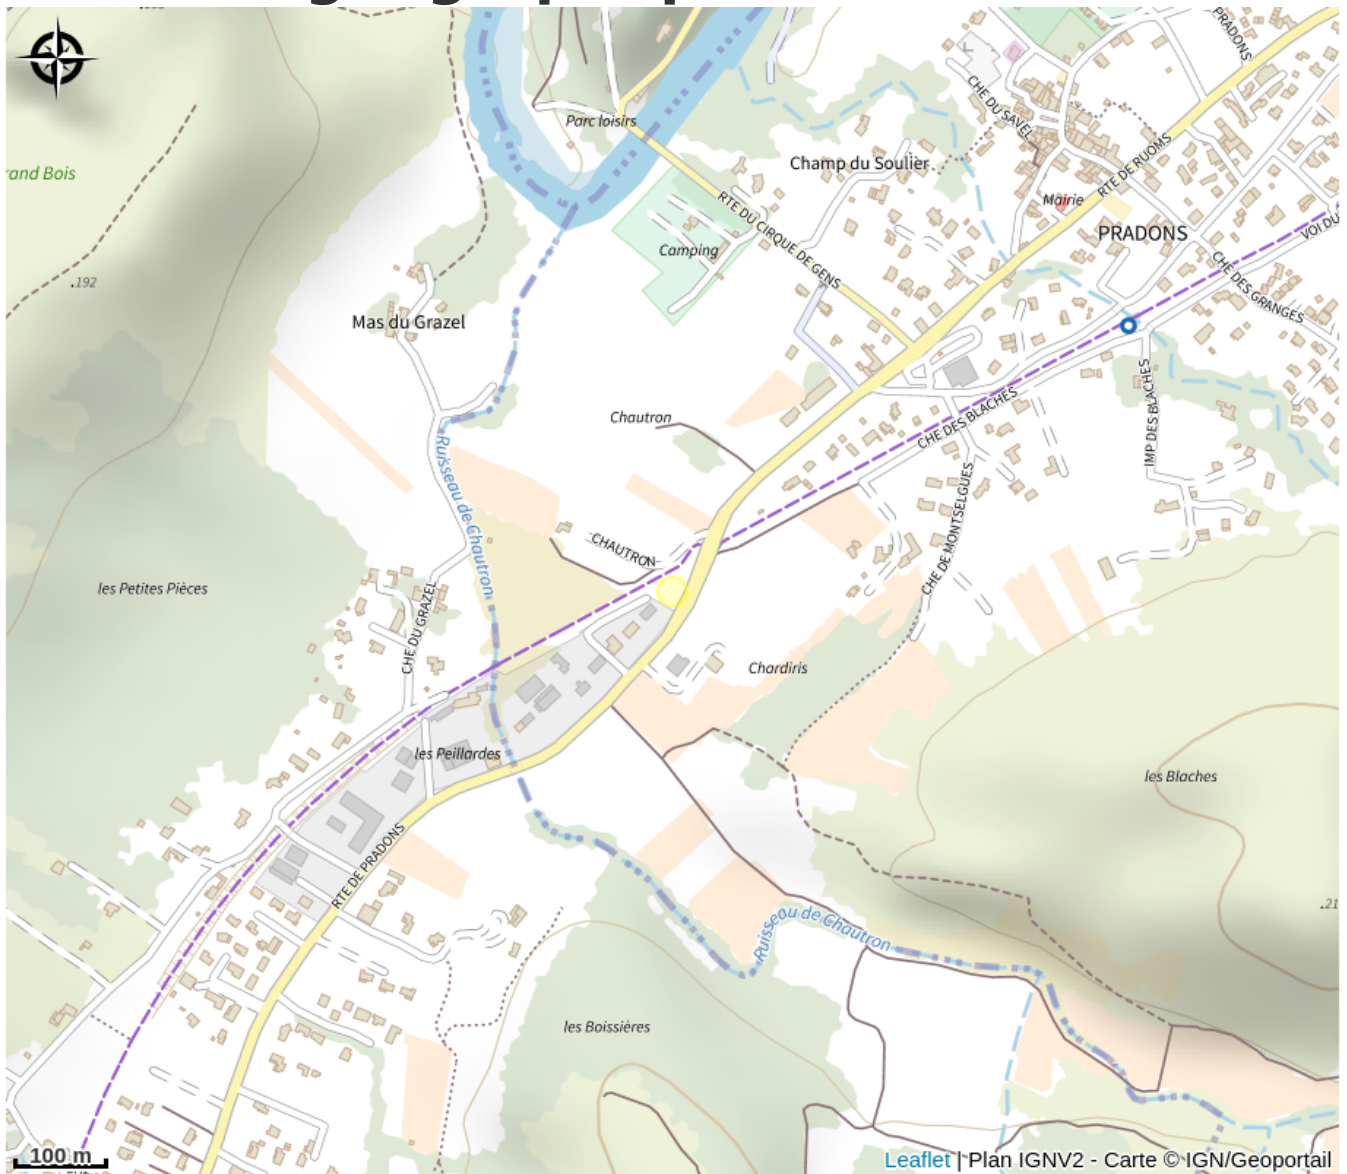 PRADONS
CHE DU SAVEL
Parc loisirs
Champ du Soulier
RTE DE RUOMS
rand Bois
Mairie
RTE DU CIRQUE DE GENS
PRADONS
VOI DU
Camping
CHE DES GRANGES
.192
Mas du Grazel
IMP DES BLACHES
Chautron
CHE DES BLACHES
Ruisseau de Chautron
CHE DE MONTSELGUES
CHAUTRON
les Petites Pièces
CHE DU GRAZEL
Chardiris
les Peillardes
les Blaches
RTE DE PRADONS
.21
Ruisseau de Chautron
les Boissières
100 m
Leaflet | Plan IGNV2 - Carte © IGN/Geoportail